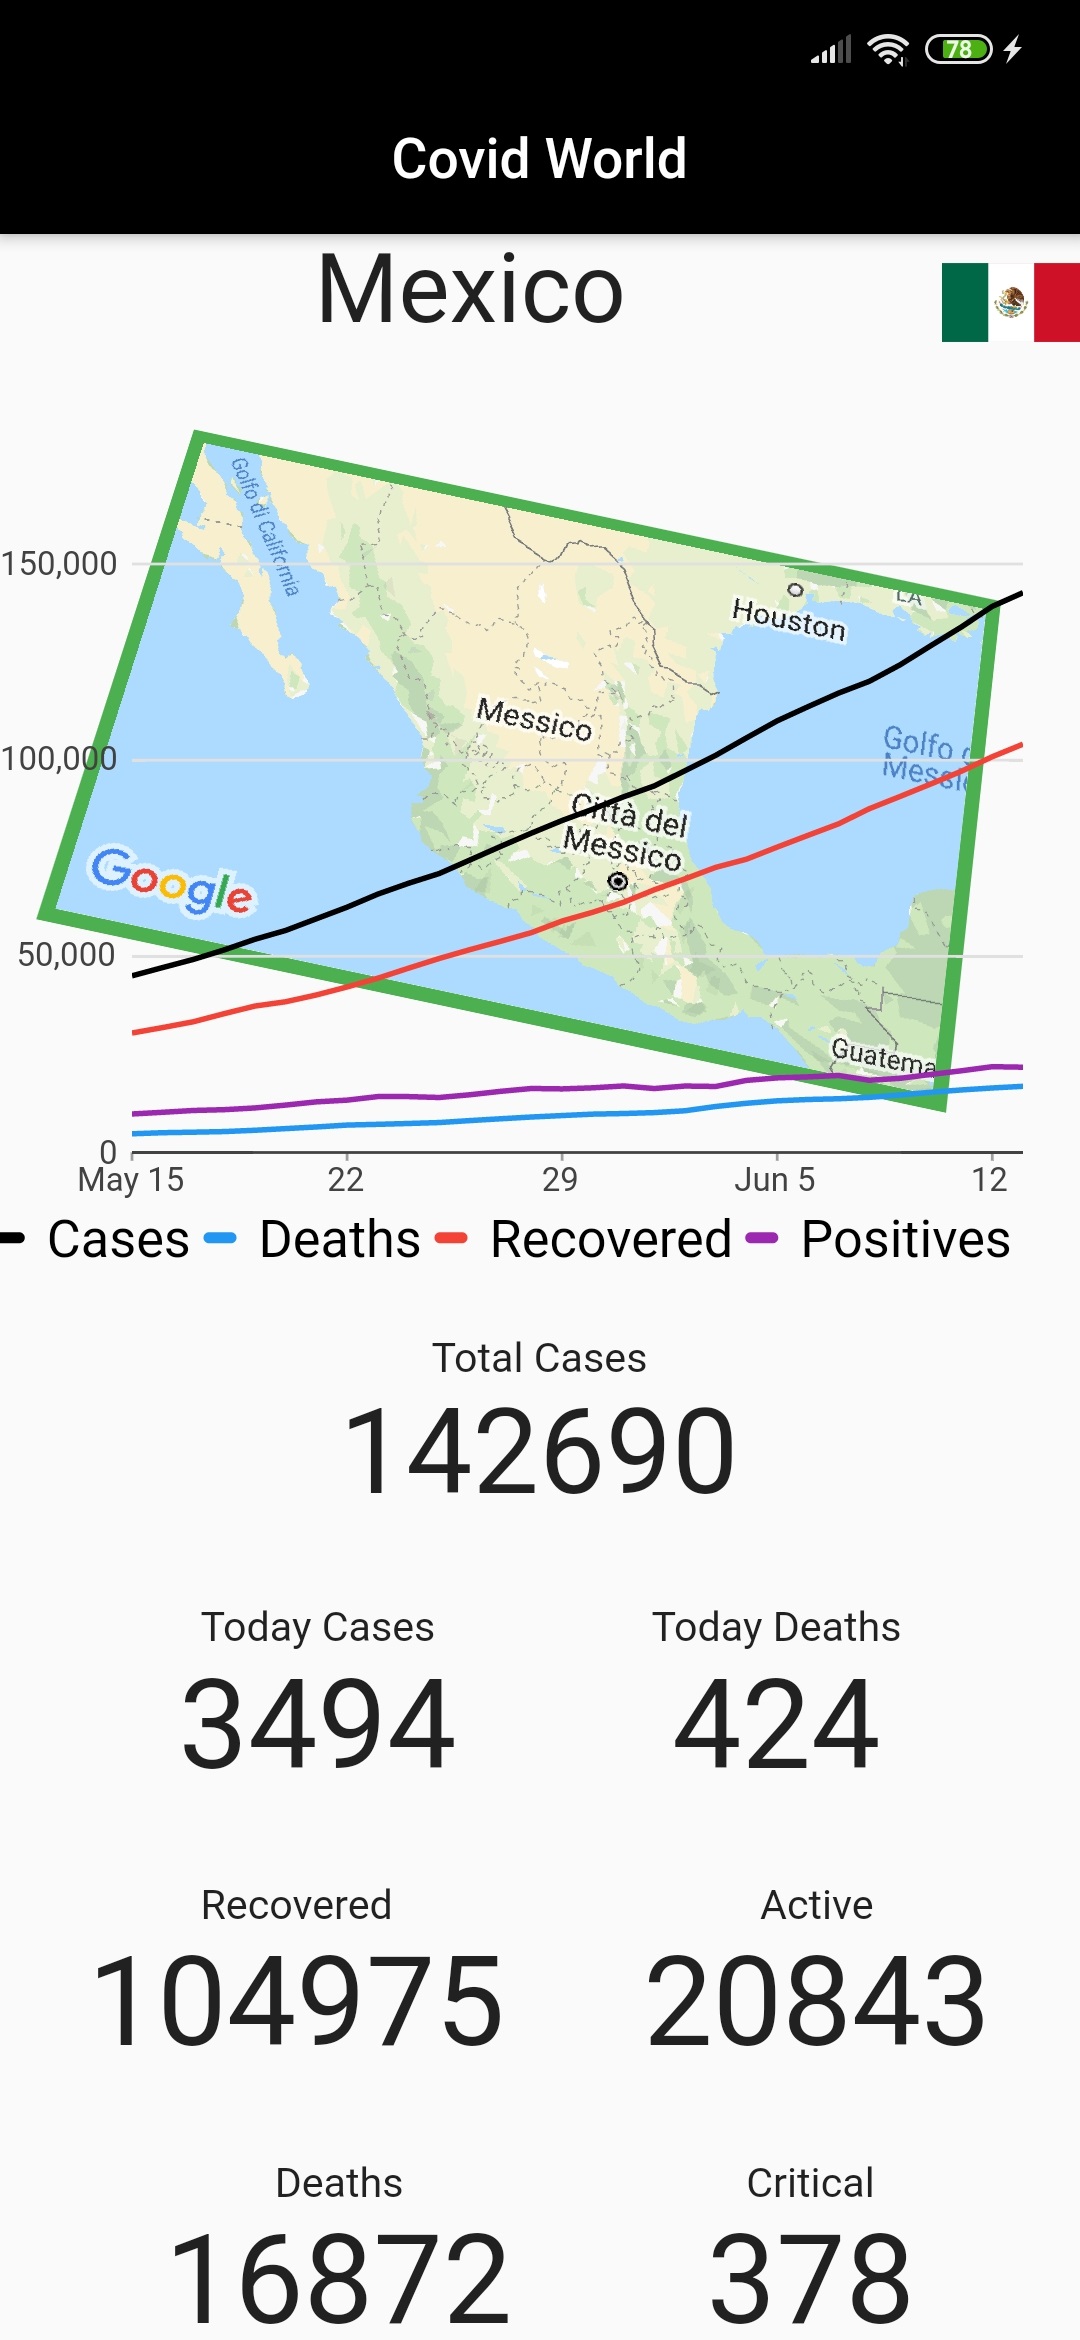 78
Covid World
Mexico
Golfo di California
150,000
LA
Houston
Messico
Golfo
100,000
Città del
Messico
Google
50,000
Guatema
0
May 15 22 29 Jun 5 12
Cases Deaths Recovered Positives
Total Cases
142690
Today Cases Today Deaths
3494 424
Recovered Active
104975 20843
Deaths Critical
16872 378